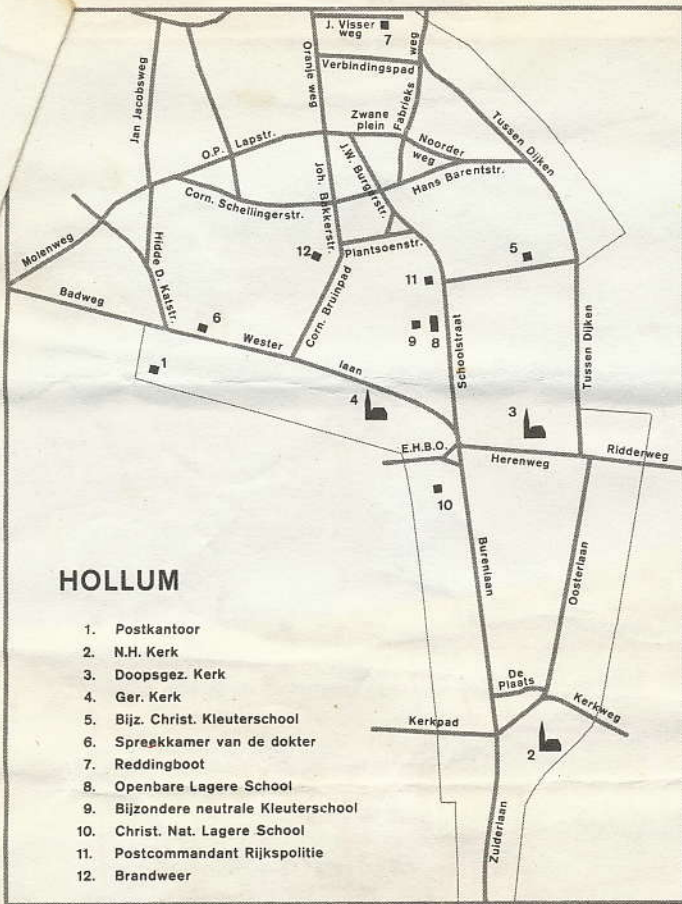 J. Visser
weg
7
weg
Oranje weg
Verbindingspad
Jan Jacobsweg
Zwane
plein
Fabrieks
Tussen Dijken
O.P. Lapstr.
J.W. Burgerstr.
Noorder
weg
Hans Barentstr.
Joh. Bakkerstr.
Corn. Schellingerstr.
Molenweg
Hidde D. Katstr.
12
Plantsoenstr.
5
Badweg
Corn. Bruinpad
11
6
Wester
laan
9
8
Schoolstraat
Tussen Dijken
1
4
3
E.H.B.O.
Herenweg
Ridderweg
10
Burenlaan
Oosterlaan
De
Plaats
Kerkpad
Kerkweg
2
Zuiderlaan
HOLLUM
1. Postkantoor
2. N.H. Kerk
3. Doopsgez. Kerk
4. Ger. Kerk
5. Bijz. Christ. Kleuterschool
6. Spreekkamer van de dokter
7. Reddingboot
8. Openbare Lagere School
9. Bijzondere neutrale Kleuterschool
10. Christ. Nat. Lagere School
11. Postcommandant Rijkspolitie
12. Brandweer